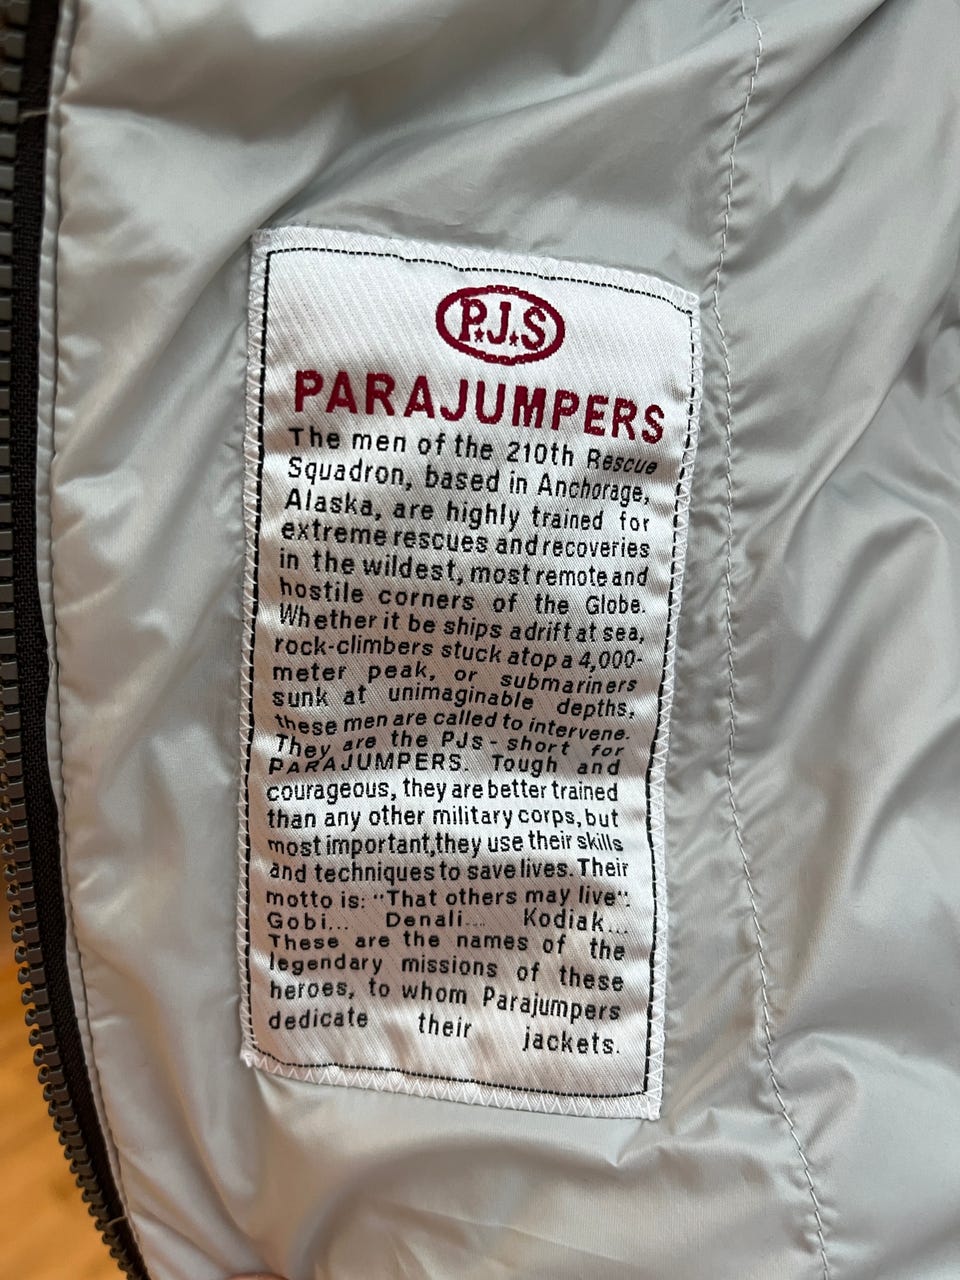 P.J.S
PARAJUMPERS
The men of the 210th Rescue
Squadron, based in Anchorage,
Alaska, are highly trained for
extreme rescues and recoveries
in the wildest, most remote and
hostile corners of the Globe.
Whether it be ships adrift at sea,
rock-climbers stuck atop a 4,000-
meter peak, or submariners
sunk at unimaginable depths,
these men are called to intervene.
They are the PJs - short for
PARAJUMPERS. Tough and
courageous, they are better trained
than any other military corps, but
most important,they use their skills
and techniques to save lives. Their
motto is: "That others may live".
Gobi... Denali... Kodiak...
These are the names of the
legendary missions of these
heroes, to whom Parajumpers
dedicate their jackets.